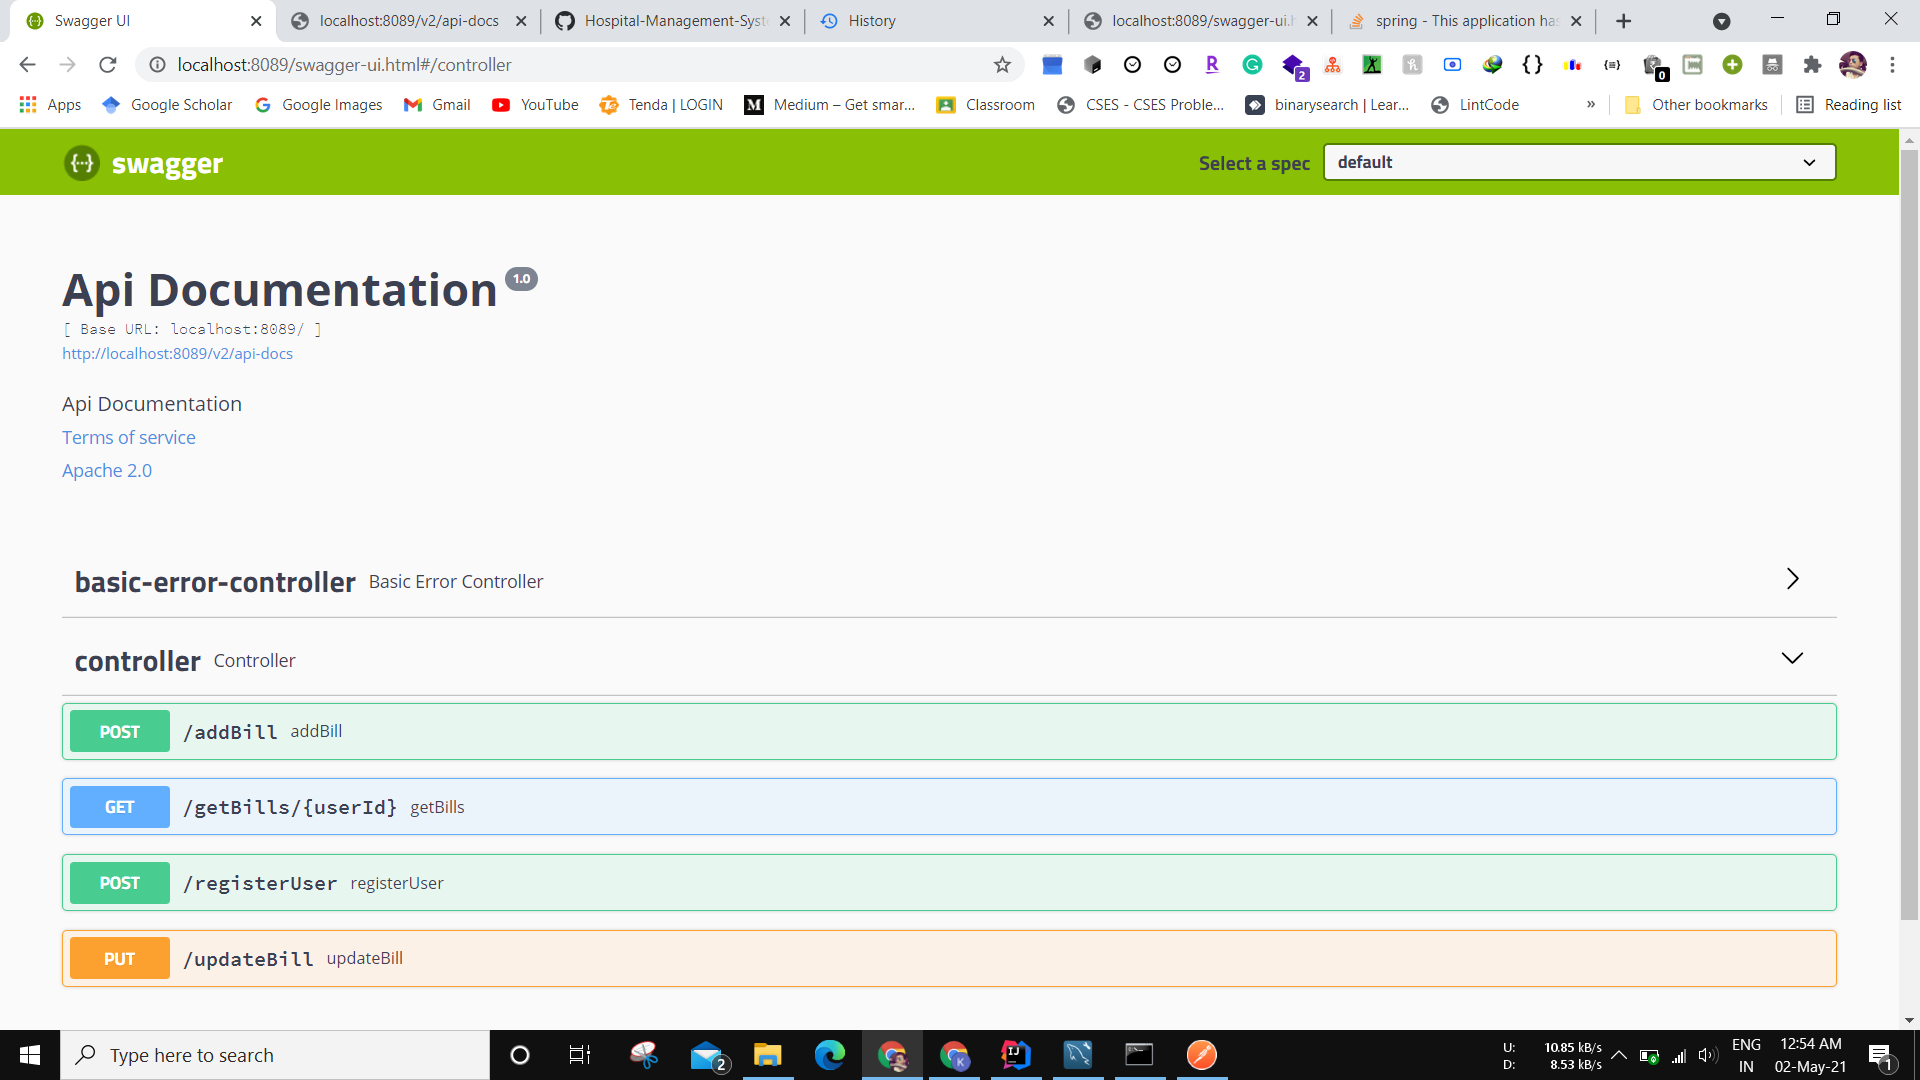 Swagger UI
localhost:8089/v2/api-docs
Hospital-Management-Syst
History
localhost:8089/swagger-ui.h
spring - This application has
localhost:8089/swagger-ui.html#/controller
R
2
0
Apps
Google Scholar
Google Images
Gmail
YouTube
Tenda | LOGIN
Medium – Get smar...
Classroom
CSES - CSES Proble...
binarysearch | Lear...
LintCode
»
Other bookmarks
Reading list
swagger
Select a spec
default
Api Documentation 1.0
[ Base URL: localhost:8089/ ]
http://localhost:8089/v2/api-docs
Api Documentation
Terms of service
Apache 2.0
basic-error-controller Basic Error Controller
controller Controller
POST /addBill addBill
GET /getBills/{userId} getBills
POST /registerUser registerUser
PUT /updateBill updateBill
Type here to search
2
K
IJ
U: 10.85 kB/s
D: 8.53 kB/s
ENG
IN
12:54 AM
02-May-21
1